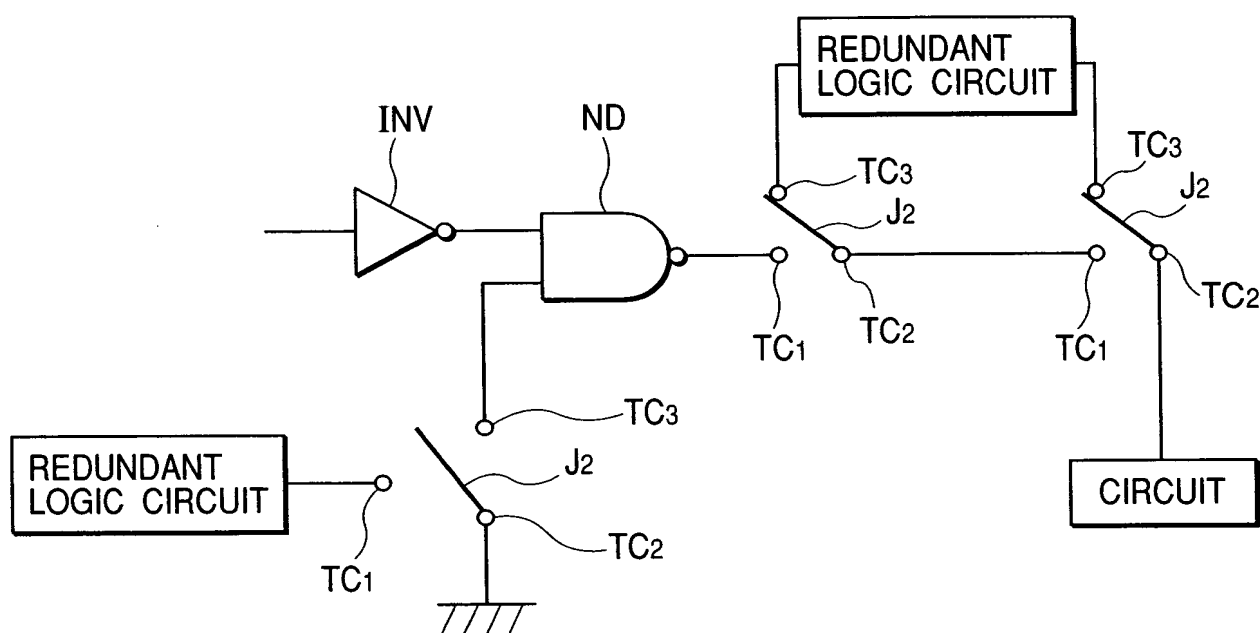 REDUNDANT
LOGIC CIRCUIT
INV
ND
TC3
J2
TC3
J2
TC1
TC2
TC1
TC2
TC3
J2
REDUNDANT
LOGIC CIRCUIT
TC1
TC2
CIRCUIT